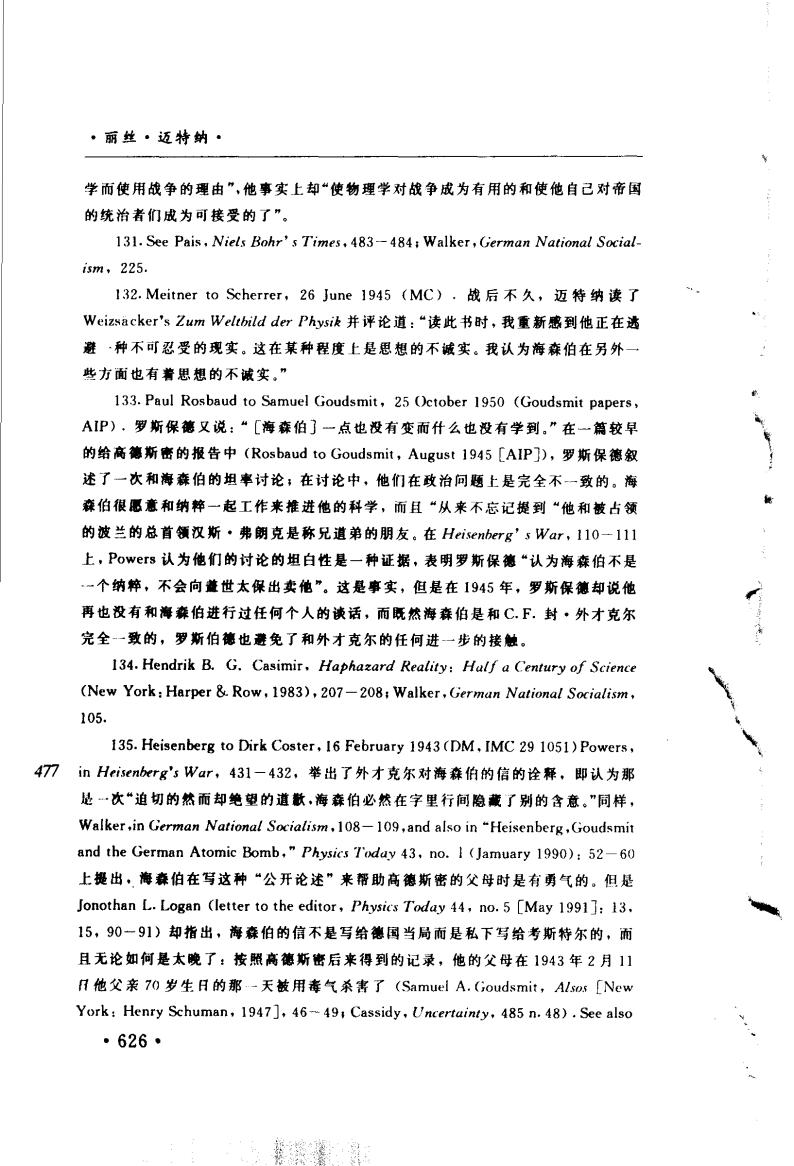 ·丽丝·迈特纳·
学而使用战争的理由”,他事实上却“使物理学对战争成为有用的和使他自己对帝国
的统治者们成为可接受的了”。
131. See Pais, Niels Bohr's Times, 483—484; Walker, German National Social-
ism, 225.
132. Meitner to Scherrer, 26 June 1945 (MC). 战后不久,迈特纳读了
Weizsacker's Zum Weltbild der Physik 并评论道:“读此书时,我重新感到他正在逃
避一种不可忍受的现实。这在某种程度上是思想的不诚实。我认为海森伯在另外一
些方面也有着思想的不诚实。”
133. Paul Rosbaud to Samuel Goudsmit, 25 October 1950 (Goudsmit papers,
AIP). 罗斯保德又说:“[海森伯]一点也没有变而什么也没有学到。”在一篇较早
的给高德斯密的报告中 (Rosbaud to Goudsmit, August 1945 [AIP]), 罗斯保德叙
述了一次和海森伯的坦率讨论;在讨论中,他们在政治问题上是完全不一致的。海
森伯很愿意和纳粹一起工作来推进他的科学,而且“从来不忘记提到“他和被占领
的波兰的总首领汉斯·弗朗克是称兄道弟的朋友。在 Heisenberg's War, 110—111
上,Powers 认为他们的讨论的坦白性是一种证据,表明罗斯保德“认为海森伯不是
一个纳粹,不会向盖世太保出卖他”。这是事实,但是在 1945 年,罗斯保德却说他
再也没有和海森伯进行过任何个人的谈话,而既然海森伯是和 C.F. 封·外才克尔
完全一致的,罗斯伯德也避免了和外才克尔的任何进一步的接触。
134. Hendrik B. G. Casimir, Haphazard Reality: Half a Century of Science
(New York: Harper & Row, 1983), 207—208; Walker, German National Socialism,
105.
135. Heisenberg to Dirk Coster, 16 February 1943 (DM, IMC 29 1051) Powers,
477 in Heisenberg's War, 431—432, 举出了外才克尔对海森伯的信的诠释,即认为那
是一次“迫切的然而却绝望的道歉,海森伯必然在字里行间隐藏了别的含意。”同样,
Walker, in German National Socialism, 108—109, and also in “Heisenberg, Goudsmit
and the German Atomic Bomb,” Physics Today 43, no. 1 (Jamuary 1990): 52—60
上提出,海森伯在写这种“公开论述”来帮助高德斯密的父母时是有勇气的。但是
Jonothan L. Logan (letter to the editor, Physics Today 44, no. 5 [May 1991]: 13,
15, 90—91) 却指出,海森伯的信不是写给德国当局而是私下写给考斯特尔的,而
且无论如何是太晚了:按照高德斯密后来得到的记录,他的父母在 1943 年 2 月 11
日他父亲 70 岁生日的那一天被用毒气杀害了 (Samuel A. Goudsmit, Alsos [New
York: Henry Schuman, 1947], 46—49; Cassidy, Uncertainty, 485 n. 48). See also
·626·